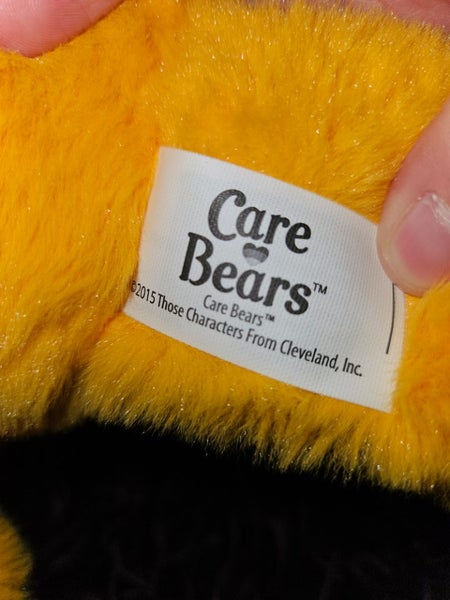 Care
Bears™
Care Bears™
©2015 Those Characters From Cleveland, Inc.